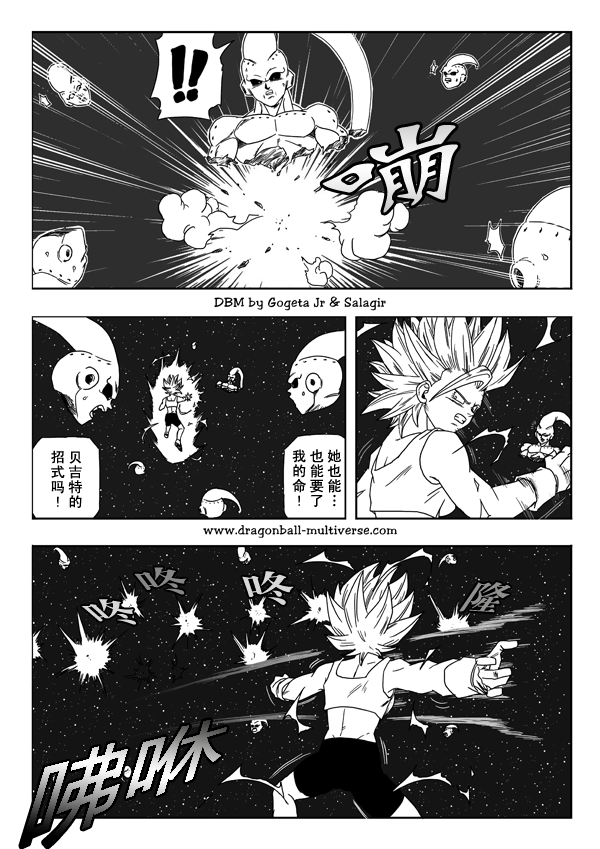 !!
嘣
DBM by Gogeta Jr & Salagir
她也能…
也能要了
我的命！
贝吉特的
招式吗！
www.dragonball-multiverse.com
咚
咚
咚
隆
咈·咻